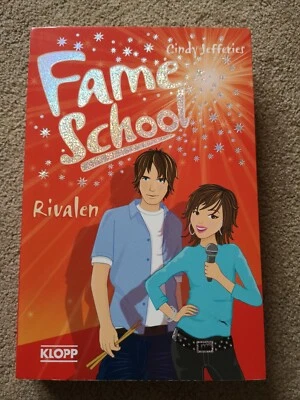 Cindy Jefferies
Fame
School
Rivalen
KLOPP